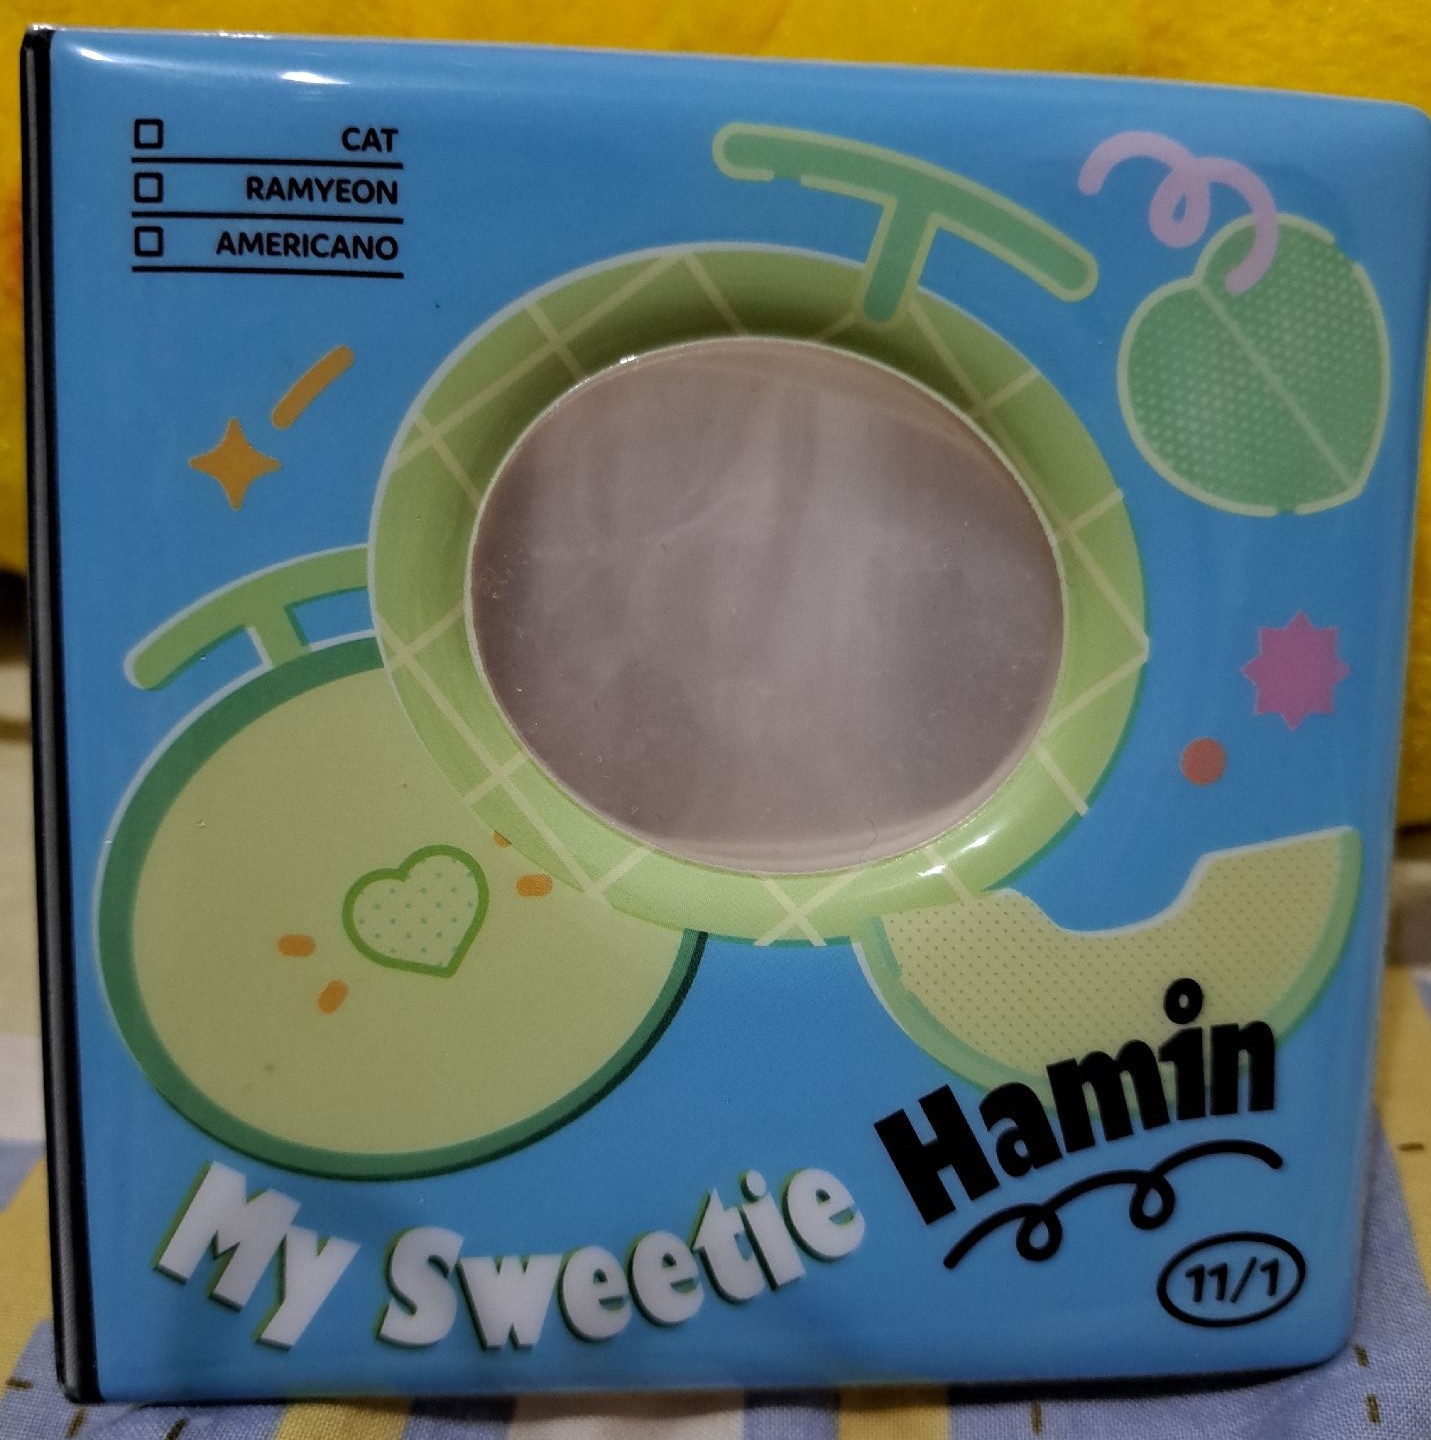 CAT
RAMYEON
AMERICANO
My Sweetie
Hamin
11/1